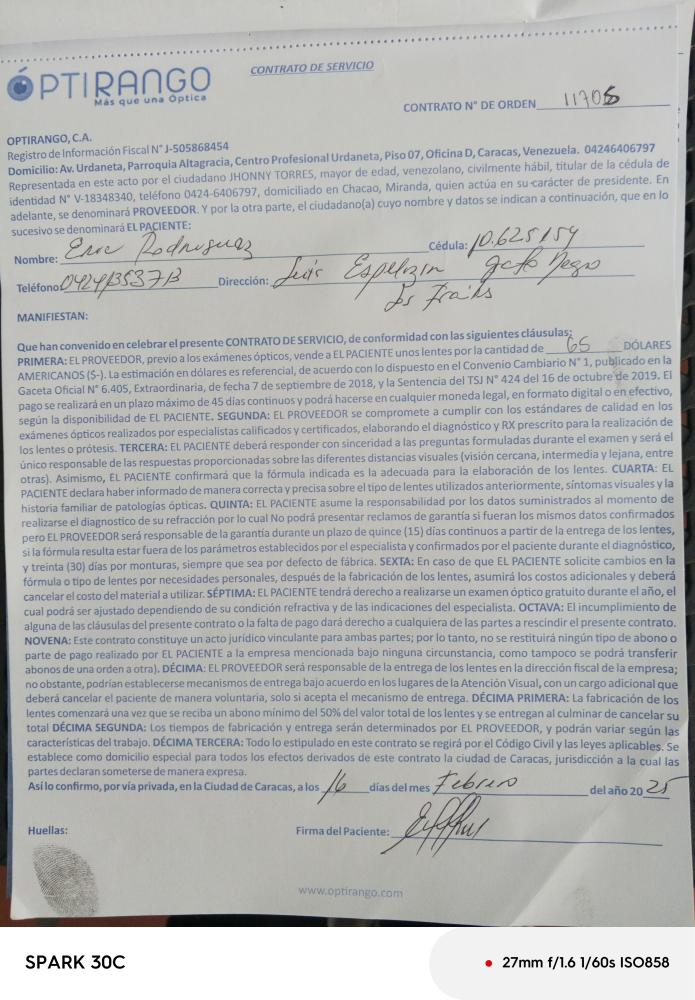 ÓPTIRANGO
Más que una Óptica
CONTRATO DE SERVICIO
CONTRATO N° DE ORDEN 11705
OPTIRANGO, C.A.
Registro de Información Fiscal N° J-505868454
Domicilio: Av. Urdaneta, Parroquia Altagracia, Centro Profesional Urdaneta, Piso 07, Oficina D, Caracas, Venezuela. 04246406797
Representada en este acto por el ciudadano JHONNY TORRES, mayor de edad, venezolano, civilmente hábil, titular de la cédula de
identidad N° V-18348340, teléfono 0424-6406797, domiciliado en Chacao, Miranda, quien actúa en su carácter de presidente. En
adelante, se denominará PROVEEDOR. Y por la otra parte, el ciudadano(a) cuyo nombre y datos se indican a continuación, que en lo
sucesivo se denominará EL PACIENTE:
Nombre: Eric Rodriguez Cédula: 10.625154
Teléfono Dirección: Luis Espelozin gato Negro
Los Frailes
MANIFIESTAN:
Que han convenido en celebrar el presente CONTRATO DE SERVICIO, de conformidad con las siguientes cláusulas:
PRIMERA: EL PROVEEDOR, previo a los exámenes ópticos, vende a EL PACIENTE unos lentes por la cantidad de 65 DÓLARES
AMERICANOS ($-). La estimación en dólares es referencial, de acuerdo con lo dispuesto en el Convenio Cambiario N° 1, publicado en la
Gaceta Oficial N° 6.405, Extraordinaria, de fecha 7 de septiembre de 2018, y la Sentencia del TSJ N° 424 del 16 de octubre de 2019. El
pago se realizará en un plazo máximo de 45 días continuos y podrá hacerse en cualquier moneda legal, en formato digital o en efectivo,
según la disponibilidad de EL PACIENTE. SEGUNDA: EL PROVEEDOR se compromete a cumplir con los estándares de calidad en los
exámenes ópticos realizados por especialistas calificados y certificados, elaborando el diagnóstico y RX prescrito para la realización de
los lentes o prótesis. TERCERA: EL PACIENTE deberá responder con sinceridad a las preguntas formuladas durante el examen y será el
único responsable de las respuestas proporcionadas sobre las diferentes distancias visuales (visión cercana, intermedia y lejana, entre
otras). Asimismo, EL PACIENTE confirmará que la fórmula indicada es la adecuada para la elaboración de los lentes. CUARTA: EL
PACIENTE declara haber informado de manera correcta y precisa sobre el tipo de lentes utilizados anteriormente, síntomas visuales y la
historia familiar de patologías ópticas. QUINTA: EL PACIENTE asume la responsabilidad por los datos suministrados al momento de
realizarse el diagnostico de su refracción por lo cual No podrá presentar reclamos de garantía si fueran los mismos datos confirmados
pero EL PROVEEDOR será responsable de la garantía durante un plazo de quince (15) días continuos a partir de la entrega de los lentes,
si la fórmula resulta estar fuera de los parámetros establecidos por el especialista y confirmados por el paciente durante el diagnóstico,
y treinta (30) días por monturas, siempre que sea por defecto de fábrica. SEXTA: En caso de que EL PACIENTE solicite cambios en la
fórmula o tipo de lentes por necesidades personales, después de la fabricación de los lentes, asumirá los costos adicionales y deberá
cancelar el costo del material a utilizar. SÉPTIMA: EL PACIENTE tendrá derecho a realizarse un examen óptico gratuito durante el año, el
cual podrá ser ajustado dependiendo de su condición refractiva y de las indicaciones del especialista. OCTAVA: El incumplimiento de
alguna de las cláusulas del presente contrato o la falta de pago dará derecho a cualquiera de las partes a rescindir el presente contrato.
NOVENA: Este contrato constituye un acto jurídico vinculante para ambas partes; por lo tanto, no se restituirá ningún tipo de abono o
parte de pago realizado por EL PACIENTE a la empresa mencionada bajo ninguna circunstancia, como tampoco se podrá transferir
abonos de una orden a otra). DÉCIMA: EL PROVEEDOR será responsable de la entrega de los lentes en la dirección fiscal de la empresa;
no obstante, podrían establecerse mecanismos de entrega bajo acuerdo en los lugares de la Atención Visual, con un cargo adicional que
deberá cancelar el paciente de manera voluntaria, solo si acepta el mecanismo de entrega. DÉCIMA PRIMERA: La fabricación de los
lentes comenzará una vez que se reciba un abono mínimo del 50% del valor total de los lentes y se entregan al culminar de cancelar su
total DÉCIMA SEGUNDA: Los tiempos de fabricación y entrega serán determinados por EL PROVEEDOR, y podrán variar según las
características del trabajo. DÉCIMA TERCERA: Todo lo estipulado en este contrato se regirá por el Código Civil y las leyes aplicables. Se
establece como domicilio especial para todos los efectos derivados de este contrato la ciudad de Caracas, jurisdicción a la cual las
partes declaran someterse de manera expresa.
Así lo confirmo, por vía privada, en la Ciudad de Caracas, a los 16 días del mes Febrero del año 2025
Huellas: Firma del Paciente:
www.optirango.com
SPARK 30C
27mm f/1.6 1/60s ISO858